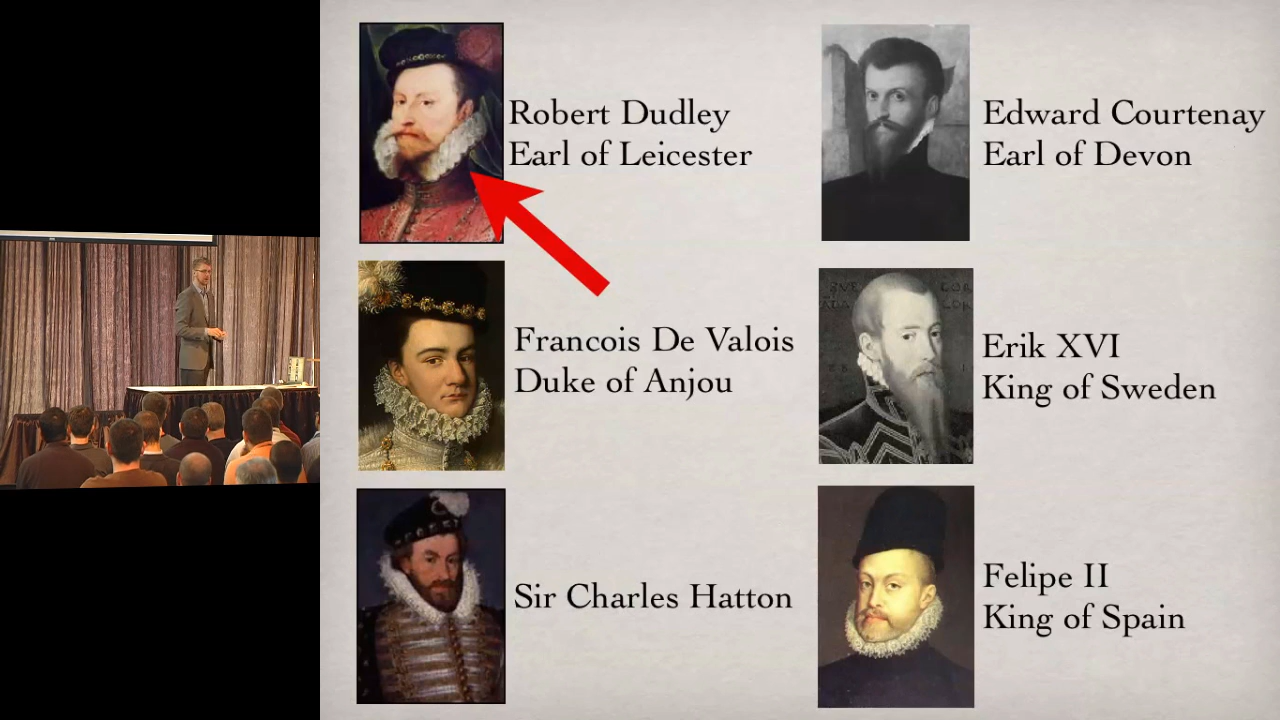 Robert Dudley
Earl of Leicester
Edward Courtenay
Earl of Devon
Francois De Valois
Duke of Anjou
Erik XVI
King of Sweden
Sir Charles Hatton
Felipe II
King of Spain